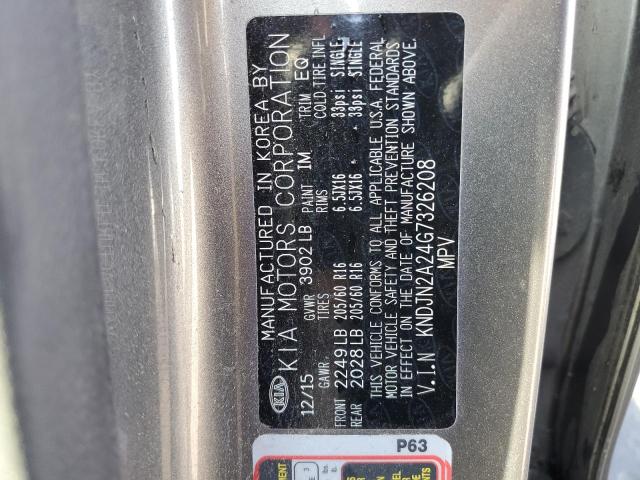 MANUFACTURED IN KOREA BY
KIA KIA MOTORS CORPORATION
12/15 GVWR 3902 LB PAINT IM TRIM EQ
GAWR TIRES RIMS COLD TIRE INFL
FRONT 2249LB 205/60 R16 6.5JX16 33psi SINGLE
REAR 2028LB 205/60 R16 6.5JX16 33psi SINGLE
THIS VEHICLE CONFORMS TO ALL APPLICABLE U.S.A. FEDERAL
MOTOR VEHICLE SAFETY AND THEFT PREVENTION STANDARDS
IN EFFECT ON THE DATE OF MANUFACTURE SHOWN ABOVE.
V.I.N KNDJN2A24G7326208
MPV
P63